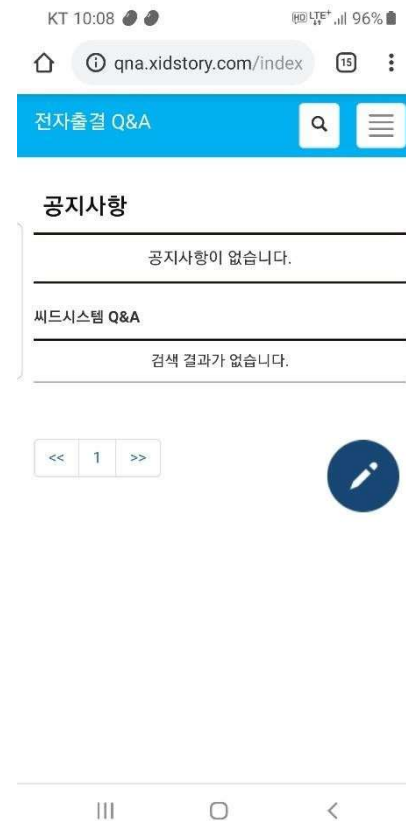 KT 10:08 HD LTE+ 96%
qna.xidstory.com/index 15
전자출결 Q&A
공지사항
공지사항이 없습니다.
씨드시스템 Q&A
검색 결과가 없습니다.
<< 1 >>